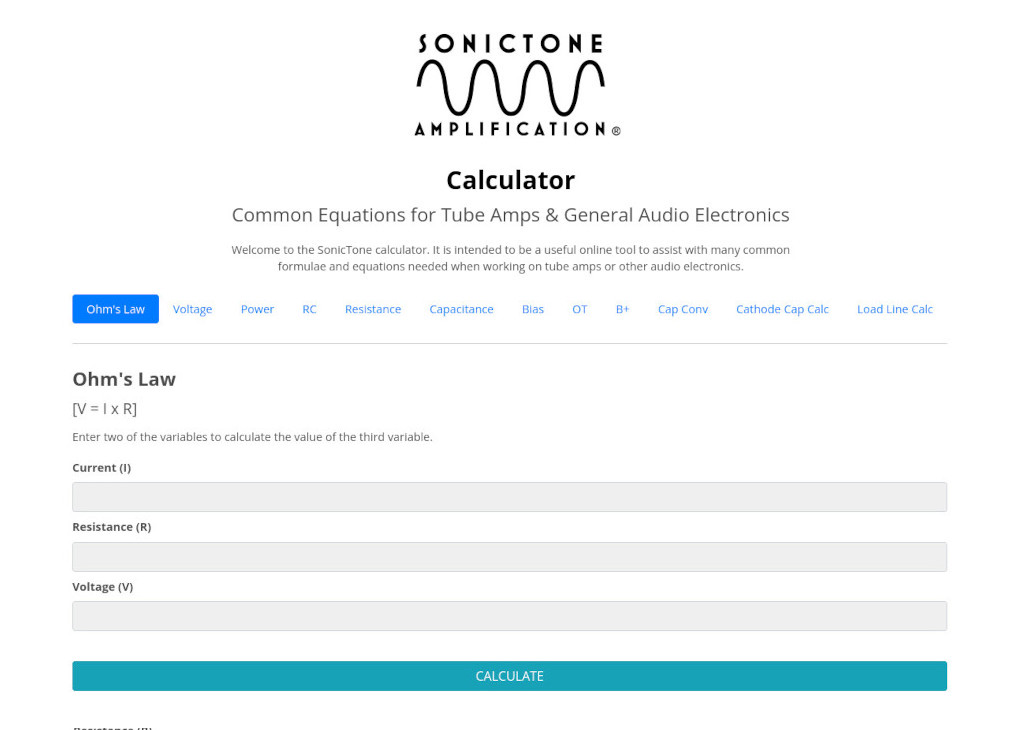 SONICTONE
AMPLIFICATION®
Calculator
Common Equations for Tube Amps & General Audio Electronics
Welcome to the SonicTone calculator. It is intended to be a useful online tool to assist with many common
formulae and equations needed when working on tube amps or other audio electronics.
Ohm's Law Voltage Power RC Resistance Capacitance Bias OT B+ Cap Conv Cathode Cap Calc Load Line Calc
Ohm's Law
[V = I x R]
Enter two of the variables to calculate the value of the third variable.
Current (I)
Resistance (R)
Voltage (V)
CALCULATE